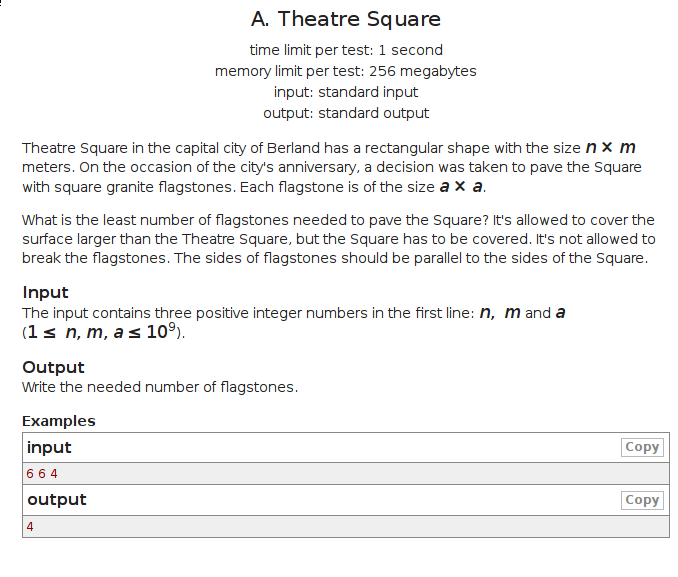 A. Theatre Square
time limit per test: 1 second
memory limit per test: 256 megabytes
input: standard input
output: standard output
Theatre Square in the capital city of Berland has a rectangular shape with the size n × m
meters. On the occasion of the city's anniversary, a decision was taken to pave the Square
with square granite flagstones. Each flagstone is of the size a × a.
What is the least number of flagstones needed to pave the Square? It's allowed to cover the
surface larger than the Theatre Square, but the Square has to be covered. It's not allowed to
break the flagstones. The sides of flagstones should be parallel to the sides of the Square.
Input
The input contains three positive integer numbers in the first line: n, m and a
(1 ≤ n, m, a ≤ 10⁹).
Output
Write the needed number of flagstones.
Examples
input Copy
6 6 4
output Copy
4